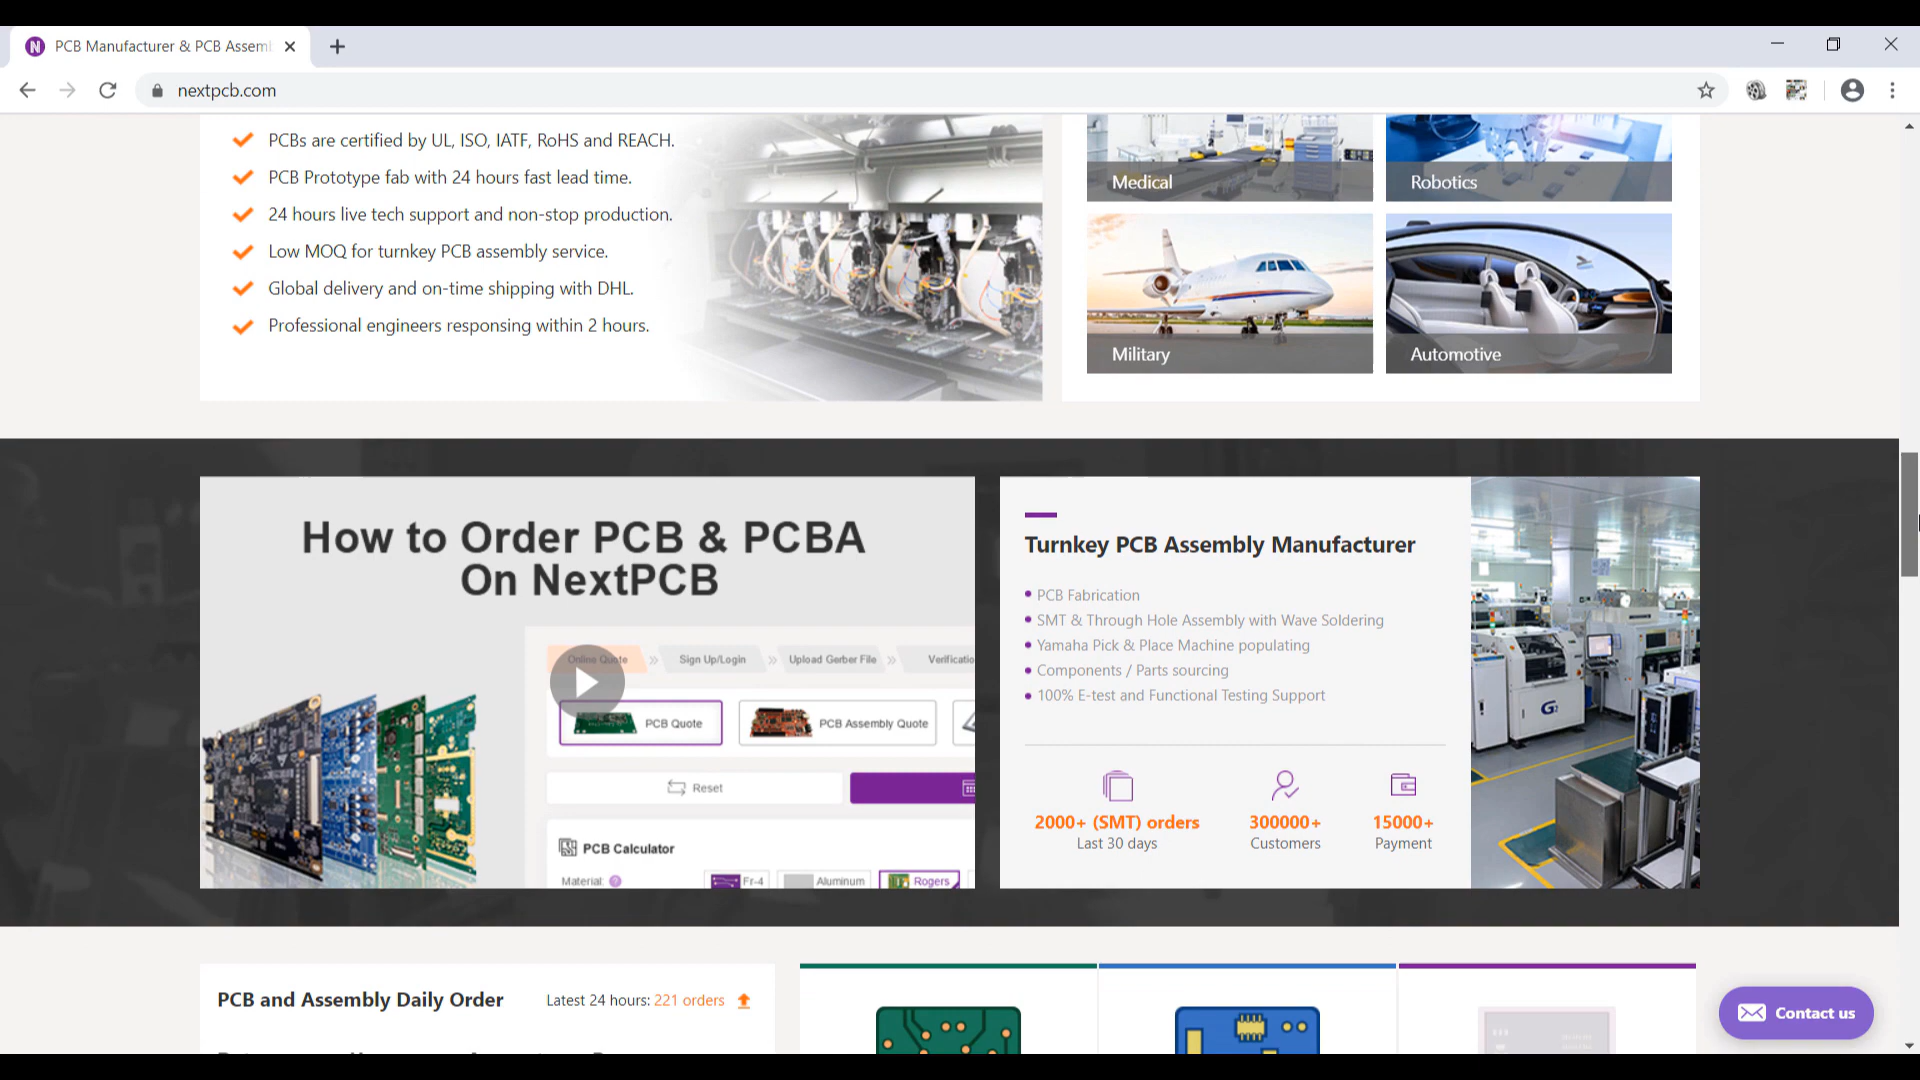 PCB Manufacturer & PCB Assem
nextpcb.com
PCBs are certified by UL, ISO, IATF, RoHS and REACH.
PCB Prototype fab with 24 hours fast lead time.
24 hours live tech support and non-stop production.
Low MOQ for turnkey PCB assembly service.
Global delivery and on-time shipping with DHL.
Professional engineers responsing within 2 hours.
Medical
Robotics
Military
Automotive
How to Order PCB & PCBA
On NextPCB
Online Quote
Sign Up/Login
Upload Gerber File
Verificatio
PCB Quote
PCB Assembly Quote
Reset
PCB Calculator
Material:
Fr-4
Aluminum
Rogers
Turnkey PCB Assembly Manufacturer
PCB Fabrication
SMT & Through Hole Assembly with Wave Soldering
Yamaha Pick & Place Machine populating
Components / Parts sourcing
100% E-test and Functional Testing Support
2000+ (SMT) orders
Last 30 days
300000+
Customers
15000+
Payment
PCB and Assembly Daily Order
Latest 24 hours: 221 orders
Contact us